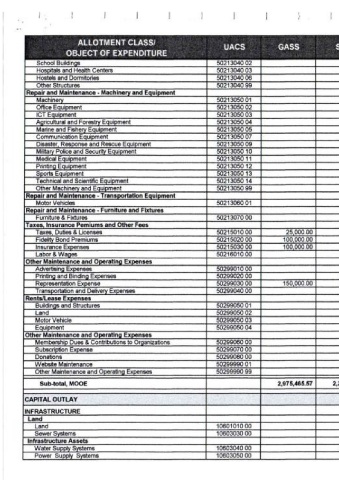 ALLOTMENT CLASS/ OBJECT OF EXPENDITURE UACS GASS S
School Buildings 50213040 02
Hospitals and Health Centers 50213040 03
Hostels and Dormitories 50213040 06
Other Structures 50213040 99
Repair and Maintenance - Machinery and Equipment
Machinery 50213050 01
Office Equipment 50213050 02
ICT Equipment 50213050 03
Agricultural and Forestry Equipment 50213050 04
Marine and Fishery Equipment 50213050 05
Communication Equipment 50213050 07
Disaster, Response and Rescue Equipment 50213050 09
Military Police and Security Equipment 50213050 10
Medical Equipment 50213050 11
Printing Equipment 50213050 12
Sports Equipment 50213050 13
Technical and Scientific Equipment 50213050 14
Other Machinery and Equipment 50213050 99
Repair and Maintenance - Transportation Equipment
Motor Vehicles 50213060 01
Repair and Maintenance - Furniture and Fixtures
Furniture & Fixtures 50213070 00
Taxes, Insurance Pemiums and Other Fees
Taxes, Duties & Licenses 50215010 00 25,000.00
Fidelity Bond Premiums 50215020 00 100,000.00
Insurance Expenses 50215030 00 100,000.00
Labor & Wages 50216010 00
Other Maintenance and Operating Expenses
Advertising Expenses 50299010 00
Printing and Binding Expenses 50299020 00
Representation Expense 50299030 00 150,000.00
Transportation and Delivery Expenses 50299040 00
Rents/Lease Expenses
Buildings and Structures 50299050 01
Land 50299050 02
Motor Vehicle 50299050 03
Equipment 50299050 04
Other Maintenance and Operating Expenses
Membership Dues & Contributions to Organizations 50299060 00
Subscription Expense 50299070 00
Donations 50299080 00
Website Maintenance 50299990 01
Other Maintenance and Operating Expenses 50299990 99
Sub-total, MOOE 2,975,465.57 2,
CAPITAL OUTLAY
INFRASTRUCTURE
Land
Land 10601010 00
Sewer Systems 10603030 00
Infrastructure Assets
Water Supply Systems 10603040 00
Power Supply Systems 10603050 00